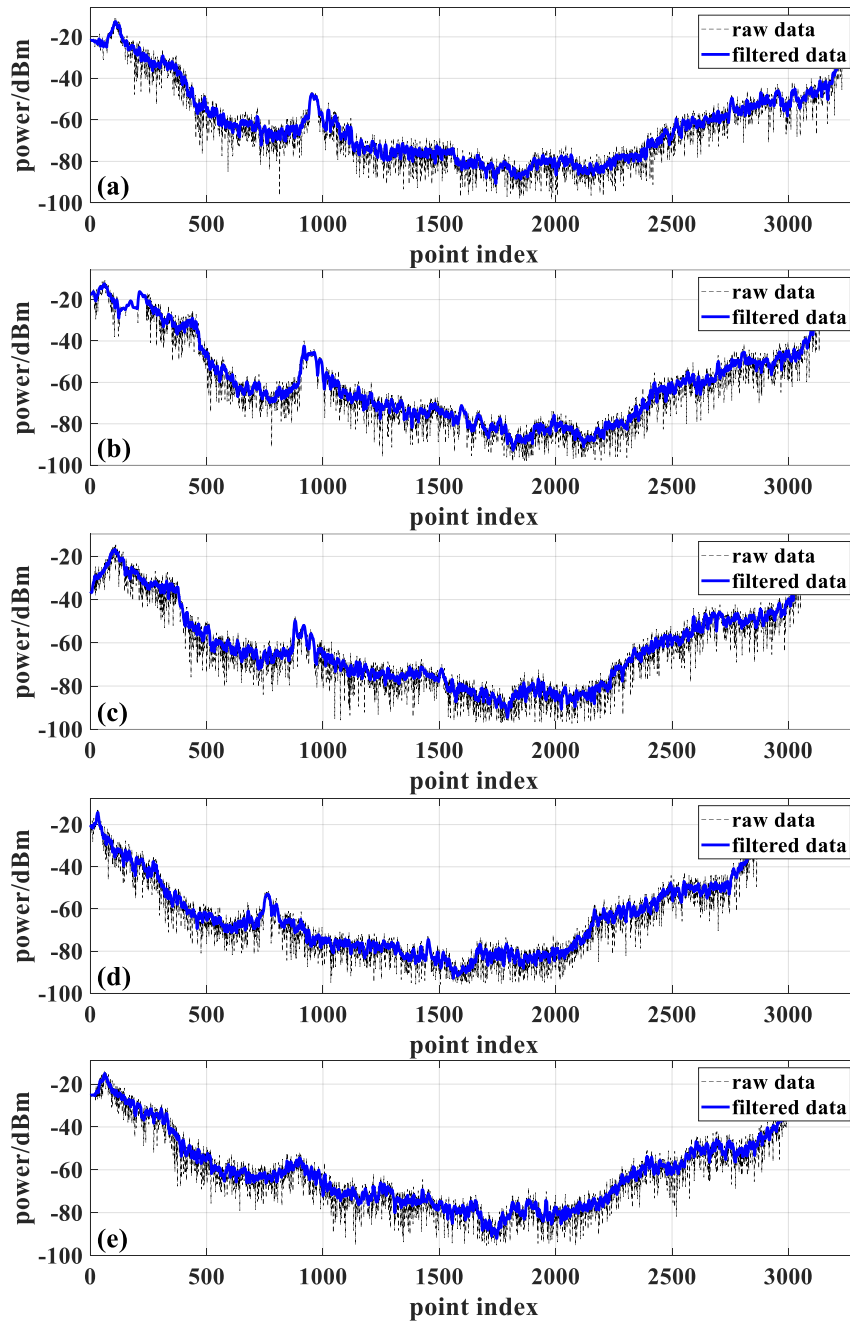 -20
-40
-60
-80
-100
power/dBm
raw data
filtered data
(a)
0 500 1000 1500 2000 2500 3000
point index
-20
-40
-60
-80
-100
power/dBm
raw data
filtered data
(b)
0 500 1000 1500 2000 2500 3000
point index
-20
-40
-60
-80
-100
power/dBm
raw data
filtered data
(c)
0 500 1000 1500 2000 2500 3000
point index
-20
-40
-60
-80
-100
power/dBm
raw data
filtered data
(d)
0 500 1000 1500 2000 2500 3000
point index
-20
-40
-60
-80
-100
power/dBm
raw data
filtered data
(e)
0 500 1000 1500 2000 2500 3000
point index